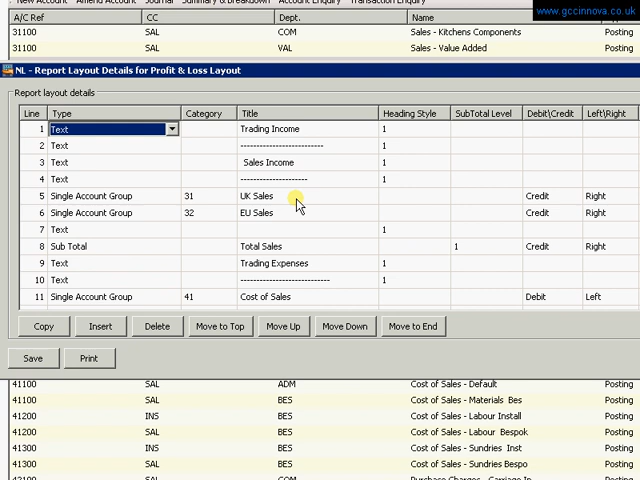 New Account Amend Account Journal Summary & Breakdown Account Enquiry Transaction Enquiry
www.gccinnova.co.uk
A/C Ref CC Dept. Name
31100 SAL COM Sales - Kitchens Components Posting
31100 SAL VAL Sales - Value Added Posting
NL - Report Layout Details for Profit & Loss Layout
Report layout details
Line Type Category Title Heading Style SubTotal Level Debit\Credit Left\Right
1 Text Trading Income 1
2 Text --------------------------- 1
3 Text Sales Income 1
4 Text --------------------- 1
5 Single Account Group 31 UK Sales Credit Right
6 Single Account Group 32 EU Sales Credit Right
7 Text 1
8 Sub Total Total Sales 1 Credit Right
9 Text Trading Expenses 1
10 Text ---------------------------- 1
11 Single Account Group 41 Cost of Sales Debit Left
Copy Insert Delete Move to Top Move Up Move Down Move to End
Save Print
41100 SAL ADM Cost of Sales - Default Posting
41100 SAL BES Cost of Sales - Materials Bes Posting
41200 INS BES Cost of Sales - Labour Install Posting
41200 SAL BES Cost of Sales - Labour Bespok Posting
41300 INS BES Cost of Sales - Sundries Inst Posting
41300 SAL BES Cost of Sales - Sundries Bespo Posting
42100 SAL COM Purchase Charges - Carriage In Posting